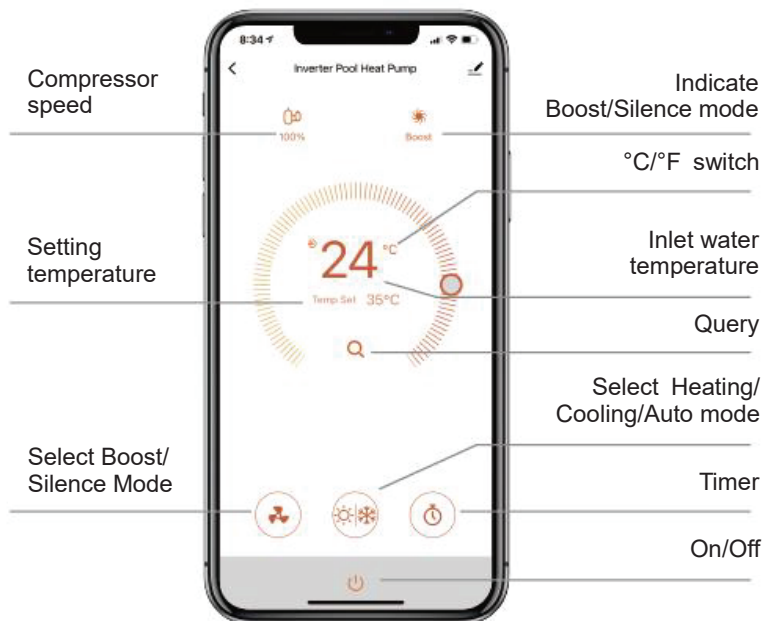 8:34
Inverter Pool Heat Pump
Compressor
speed
Indicate
Boost/Silence mode
100%
Boost
°C/°F switch
24 °C
Setting
temperature
Inlet water
temperature
Temp Set 35°C
Query
Select Heating/
Cooling/Auto mode
Select Boost/
Silence Mode
Timer
On/Off